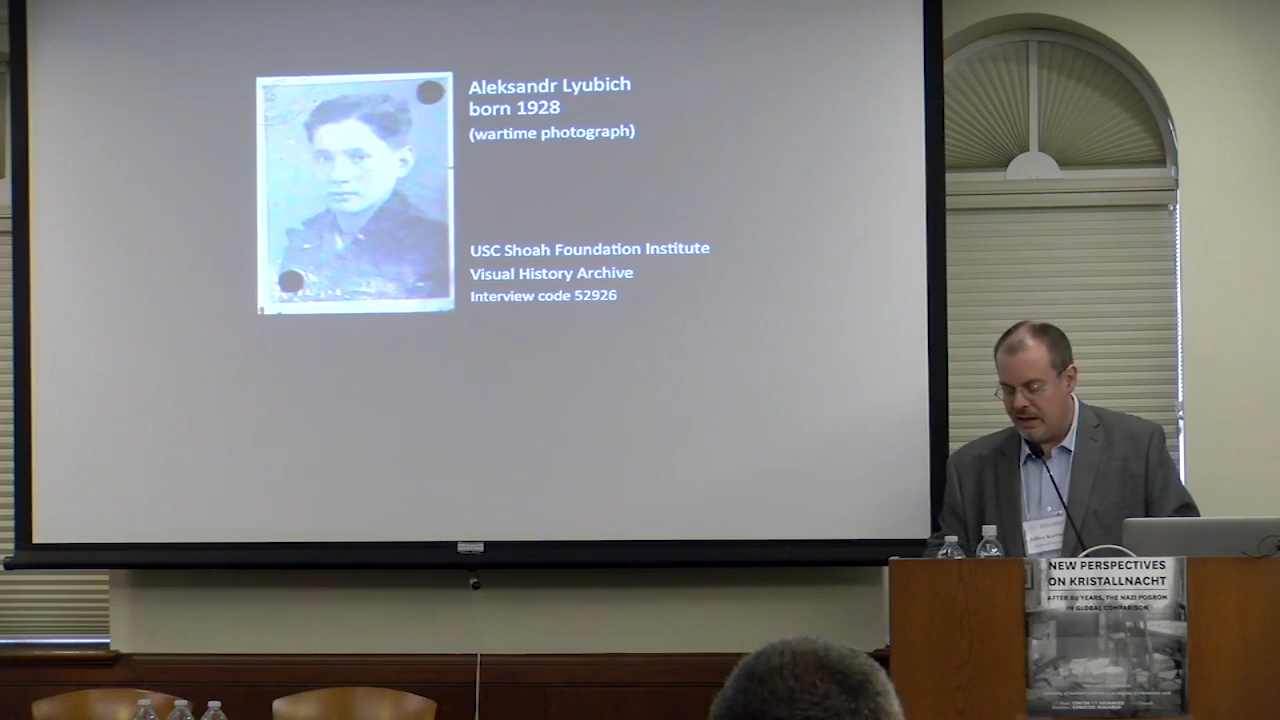 Aleksandr Lyubich
born 1928
(wartime photograph)
USC Shoah Foundation Institute
Visual History Archive
Interview code 52926
NEW PERSPECTIVES
ON KRISTALLNACHT
AFTER 80 YEARS, THE NAZI POGROM
IN GLOBAL COMPARISON